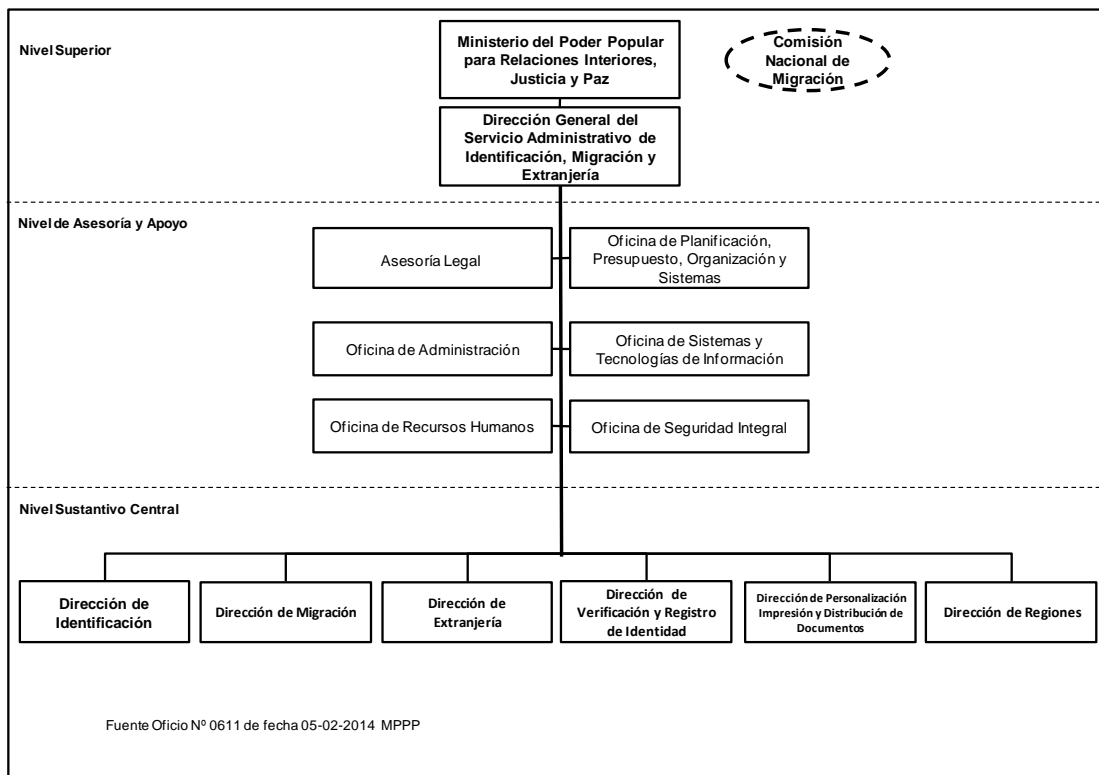 Nivel Superior
Ministerio del Poder Popular
para Relaciones Interiores,
Justicia y Paz
Comisión
Nacional de
Migración
Dirección General del
Servicio Administrativo de
Identificación, Migración y
Extranjería
Nivel de Asesoría y Apoyo
Asesoría Legal
Oficina de Planificación,
Presupuesto, Organización y
Sistemas
Oficina de Administración
Oficina de Sistemas y
Tecnologías de Información
Oficina de Recursos Humanos
Oficina de Seguridad Integral
Nivel Sustantivo Central
Dirección de
Identificación
Dirección de Migración
Dirección de
Extranjería
Dirección de
Verificación y Registro
de Identidad
Dirección de Personalización
Impresión y Distribución de
Documentos
Dirección de Regiones
Fuente Oficio Nº 0611 de fecha 05-02-2014 MPPP